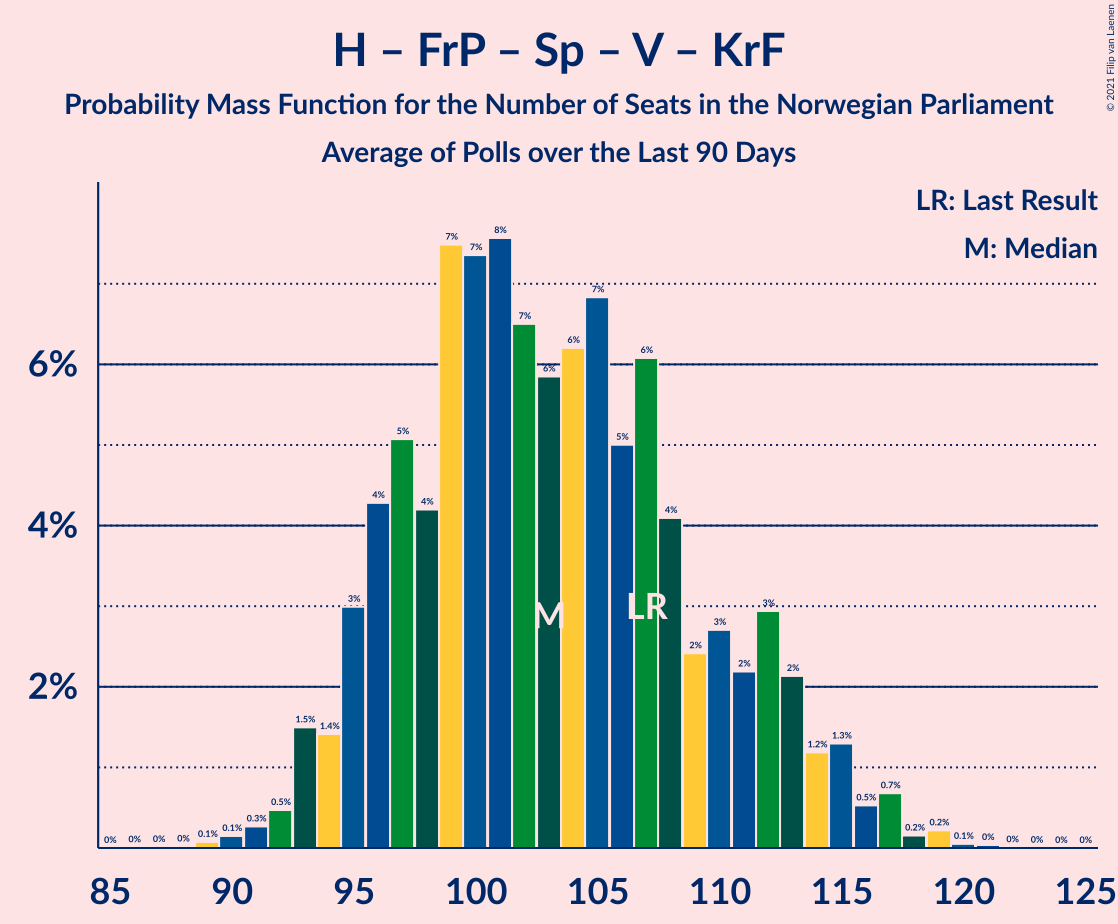 H – FrP – Sp – V – KrF
Probability Mass Function for the Number of Seats in the Norwegian Parliament
Average of Polls over the Last 90 Days
© 2021 Filip van Laenen
LR: Last Result
M: Median
6%
4%
2%
0% 0% 0% 0% 0.1% 0.1% 0.3% 0.5% 1.5% 1.4% 3% 4% 5% 4% 7% 7% 8% 7% 6% 6% 7% 5% 6% 4% 2% 3% 2% 3% 2% 1.2% 1.3% 0.5% 0.7% 0.2% 0.2% 0.1% 0% 0% 0% 0% 0%
M
LR
85 90 95 100 105 110 115 120 125